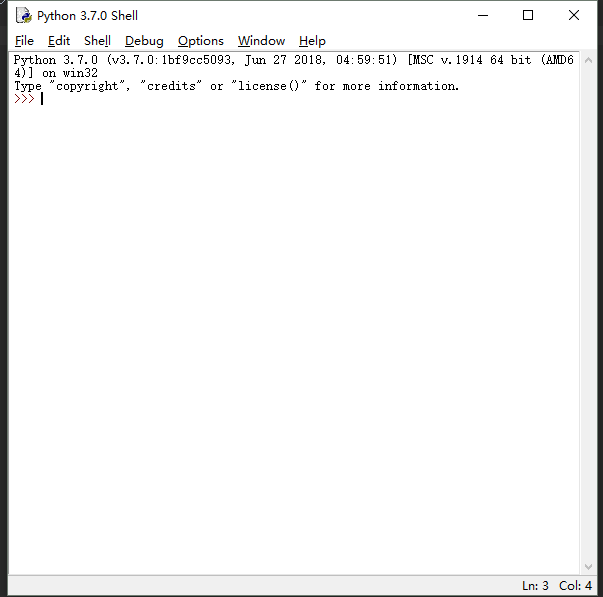 Python 3.7.0 Shell
File Edit Shell Debug Options Window Help
Python 3.7.0 (v3.7.0:1bf9cc5093, Jun 27 2018, 04:59:51) [MSC v.1914 64 bit (AMD6
4)] on win32
Type "copyright", "credits" or "license()" for more information.
>>>
Ln: 3 Col: 4